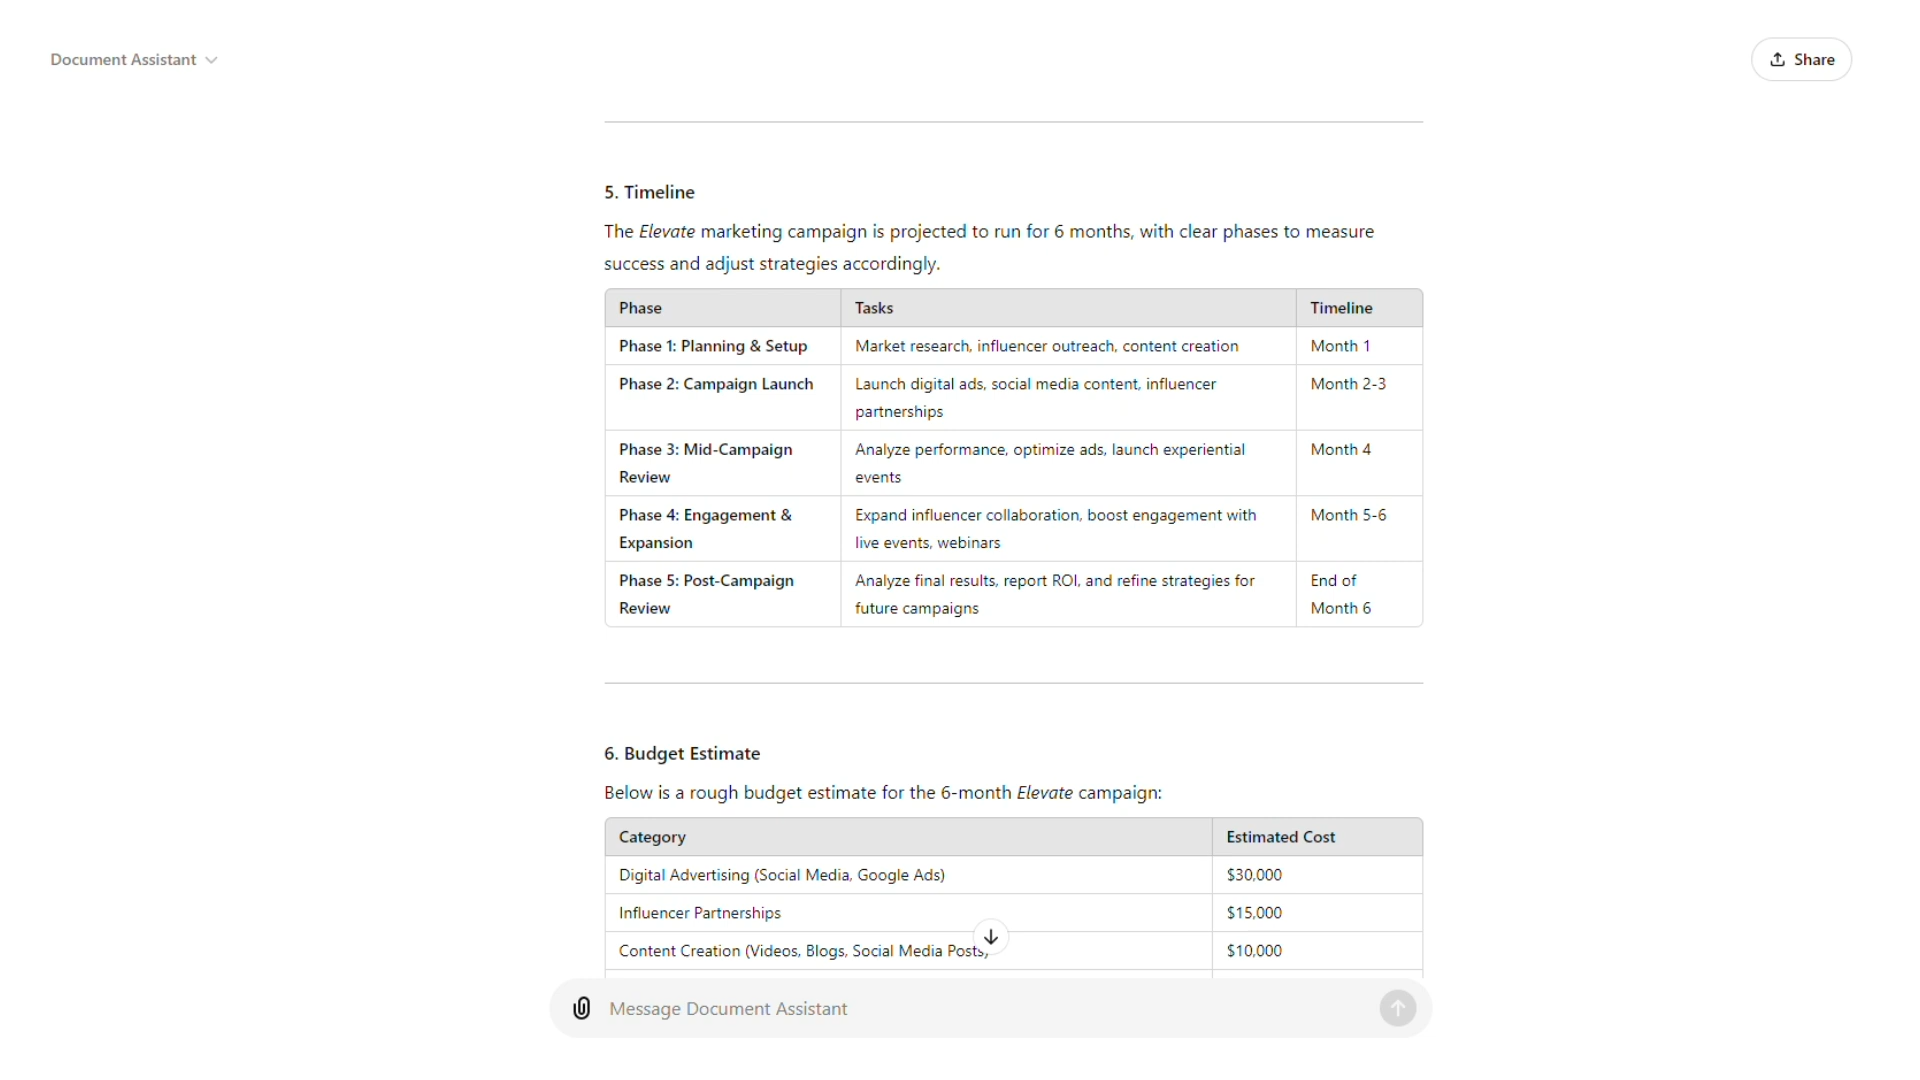 Document Assistant
Share
5. Timeline
The Elevate marketing campaign is projected to run for 6 months, with clear phases to measure
success and adjust strategies accordingly.
Phase Tasks Timeline
Phase 1: Planning & Setup Market research, influencer outreach, content creation Month 1
Phase 2: Campaign Launch Launch digital ads, social media content, influencer Month 2-3
partnerships
Phase 3: Mid-Campaign Analyze performance, optimize ads, launch experiential Month 4
Review events
Phase 4: Engagement & Expand influencer collaboration, boost engagement with Month 5-6
Expansion live events, webinars
Phase 5: Post-Campaign Analyze final results, report ROI, and refine strategies for End of
Review future campaigns Month 6
6. Budget Estimate
Below is a rough budget estimate for the 6-month Elevate campaign:
Category Estimated Cost
Digital Advertising (Social Media, Google Ads) $30,000
Influencer Partnerships $15,000
Content Creation (Videos, Blogs, Social Media Posts) $10,000
Message Document Assistant